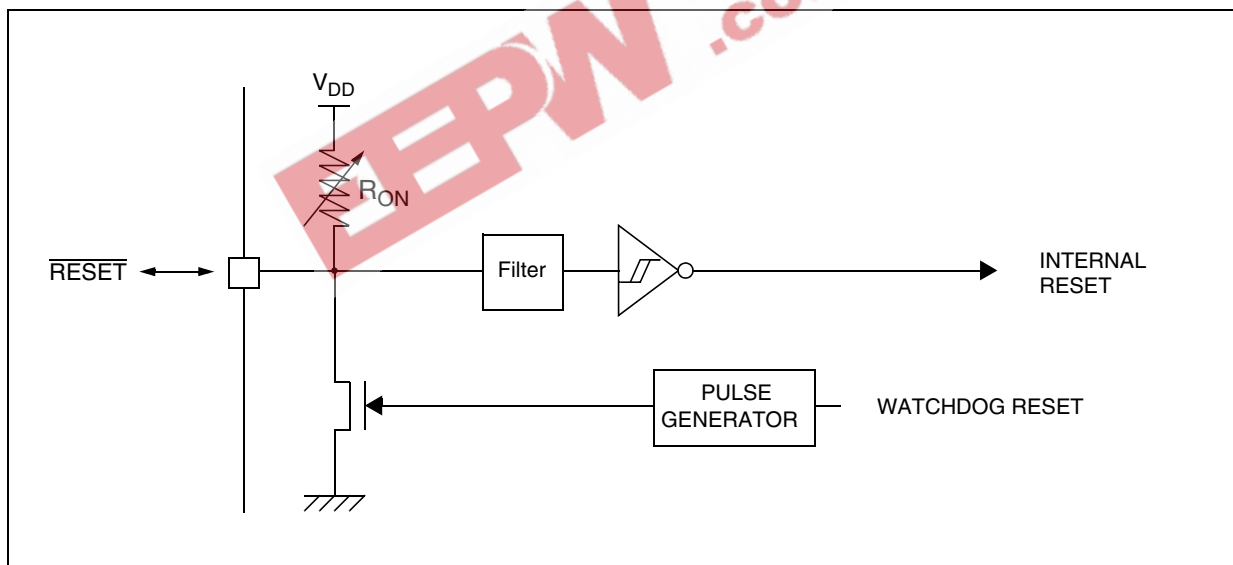 EEPW
.co
V_DD
R_ON
RESET
Filter
INTERNAL
RESET
PULSE
GENERATOR
WATCHDOG RESET